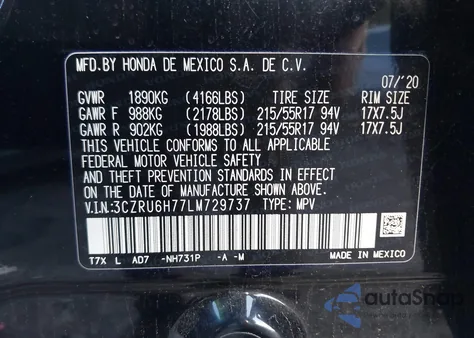 MFD.BY HONDA DE MEXICO S.A. DE C.V.
07/'20
GVWR 1890KG (4166LBS) TIRE SIZE RIM SIZE
GAWR F 988KG (2178LBS) 215/55R17 94V 17X7.5J
GAWR R 902KG (1988LBS) 215/55R17 94V 17X7.5J
THIS VEHICLE CONFORMS TO ALL APPLICABLE
FEDERAL MOTOR VEHICLE SAFETY
AND THEFT PREVENTION STANDARDS IN EFFECT
ON THE DATE OF MANUFACTURE SHOWN ABOVE.
V.I.N:3CZRU6H77LM729737 TYPE: MPV
T7X L AD7 -NH731P -A -M MADE IN MEXICO
autoSnap